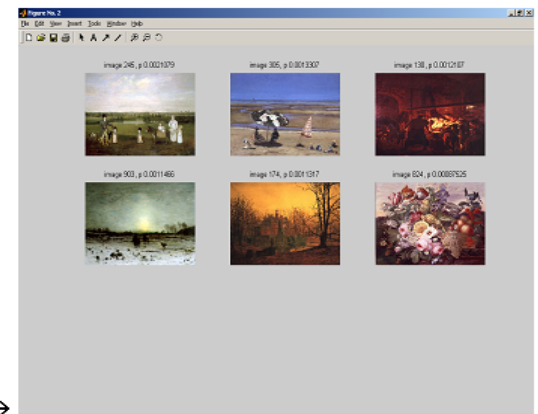 Figure No. 2
File Edit View Insert Tools Window Help
image 245, p 0.0021079
image 305, p 0.0013307
image 138, p 0.0012187
image 903, p 0.0011466
image 174, p 0.0011317
image 824, p 0.00097525